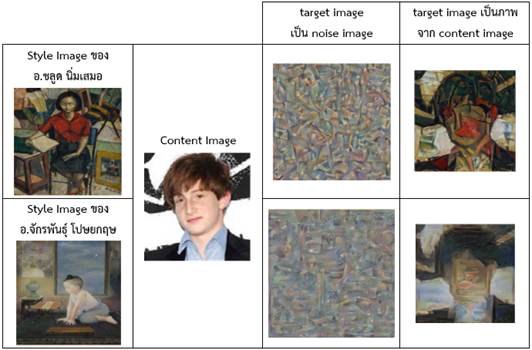 target image
เป็น noise image
target image เป็นภาพ
จาก content image
Style Image ของ
อ.ชลูด นิ่มเสมอ
Content Image
Style Image ของ
อ.จักรพันธุ์ โปษยกฤษ